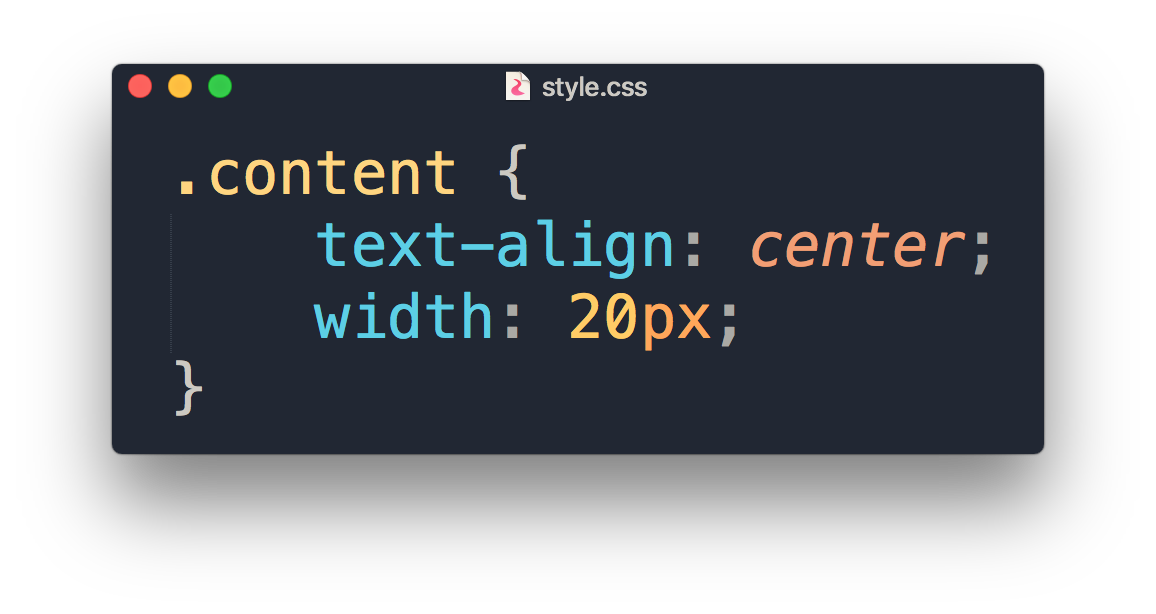 style.css
.content {
    text-align: center;
    width: 20px;
}